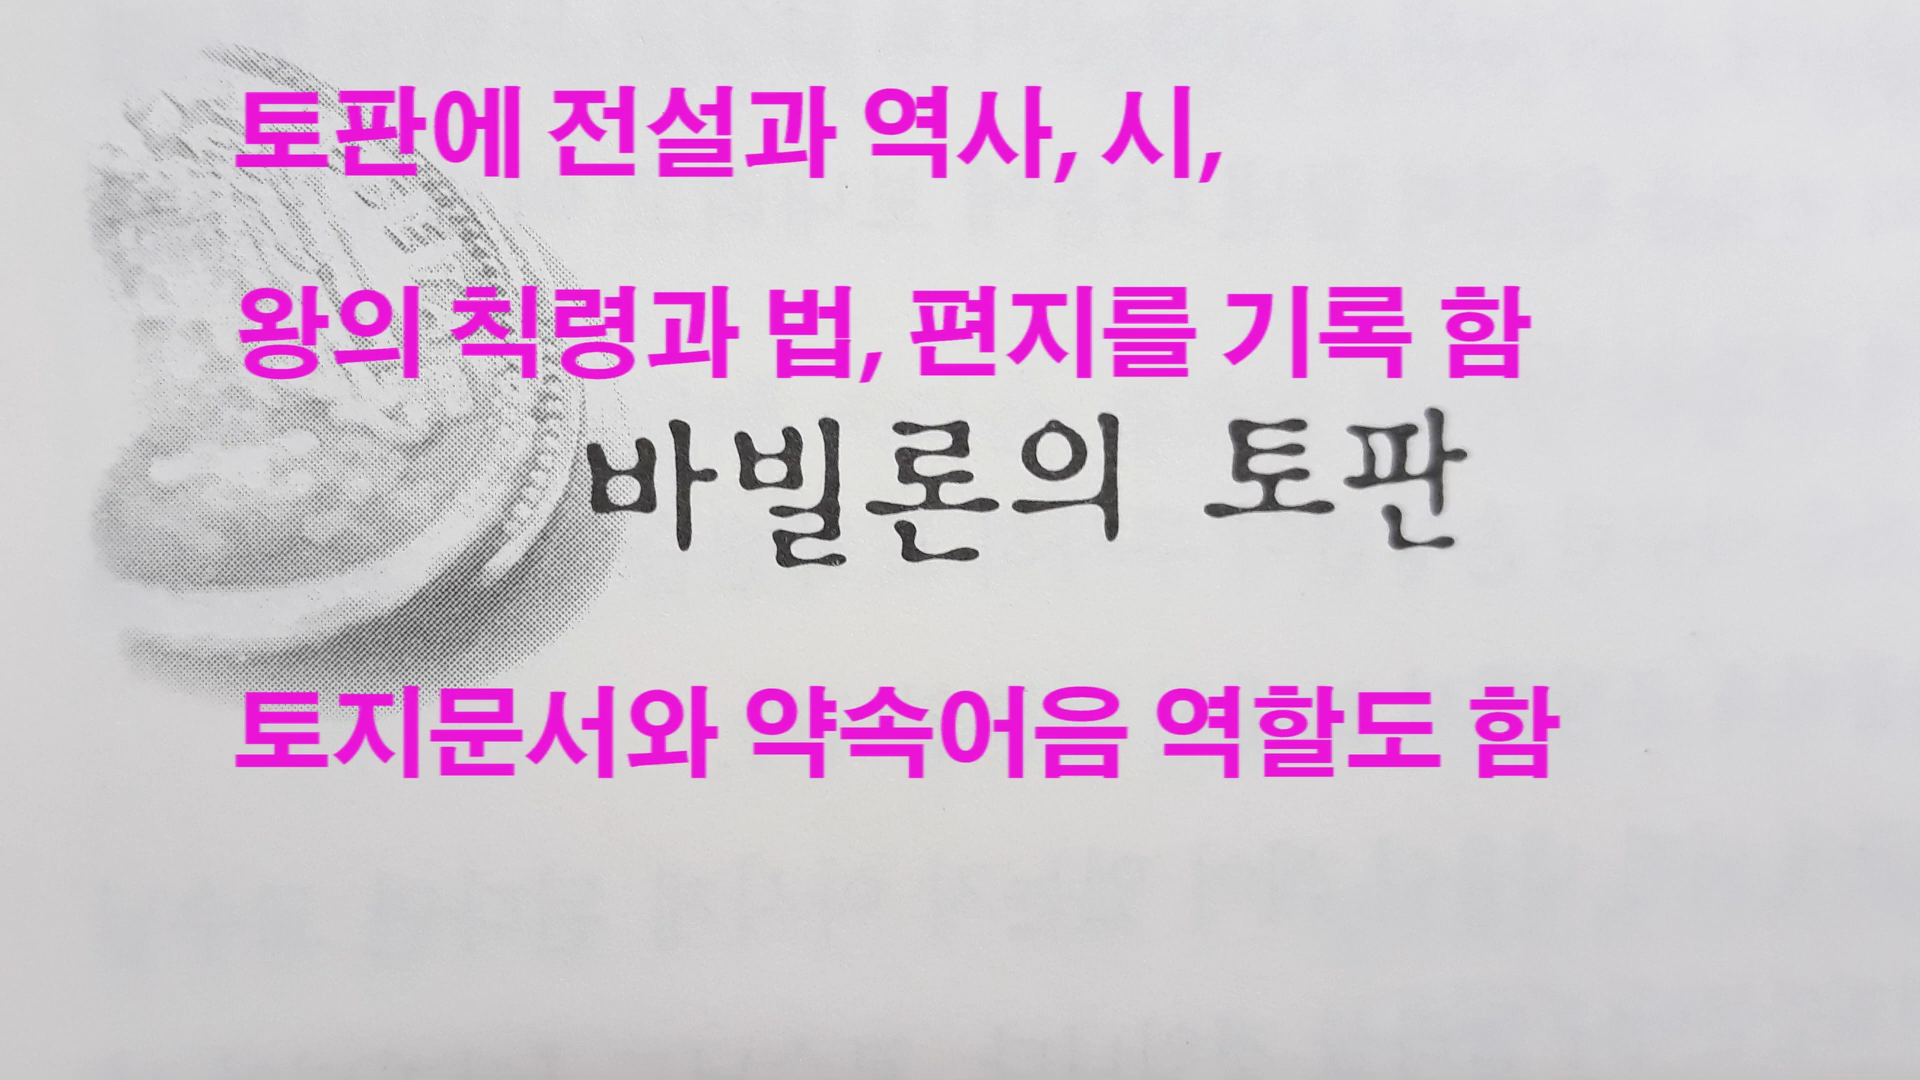 토판에 전설과 역사, 시,
왕의 칙령과 법, 편지를 기록 함
바빌론의 토판
토지문서와 약속어음 역할도 함